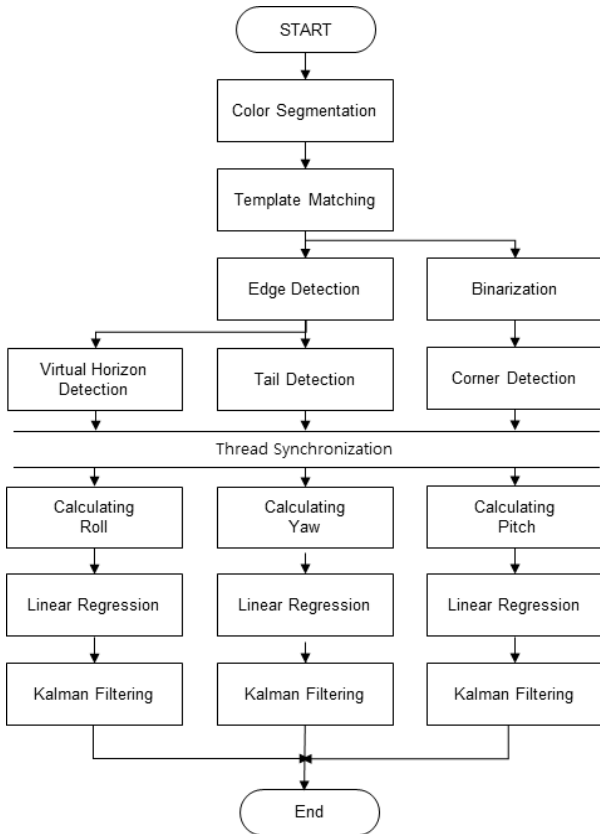 START
Color Segmentation
Template Matching
Edge Detection
Binarization
Virtual Horizon
Detection
Tail Detection
Corner Detection
Thread Synchronization
Calculating
Roll
Calculating
Yaw
Calculating
Pitch
Linear Regression
Linear Regression
Linear Regression
Kalman Filtering
Kalman Filtering
Kalman Filtering
End